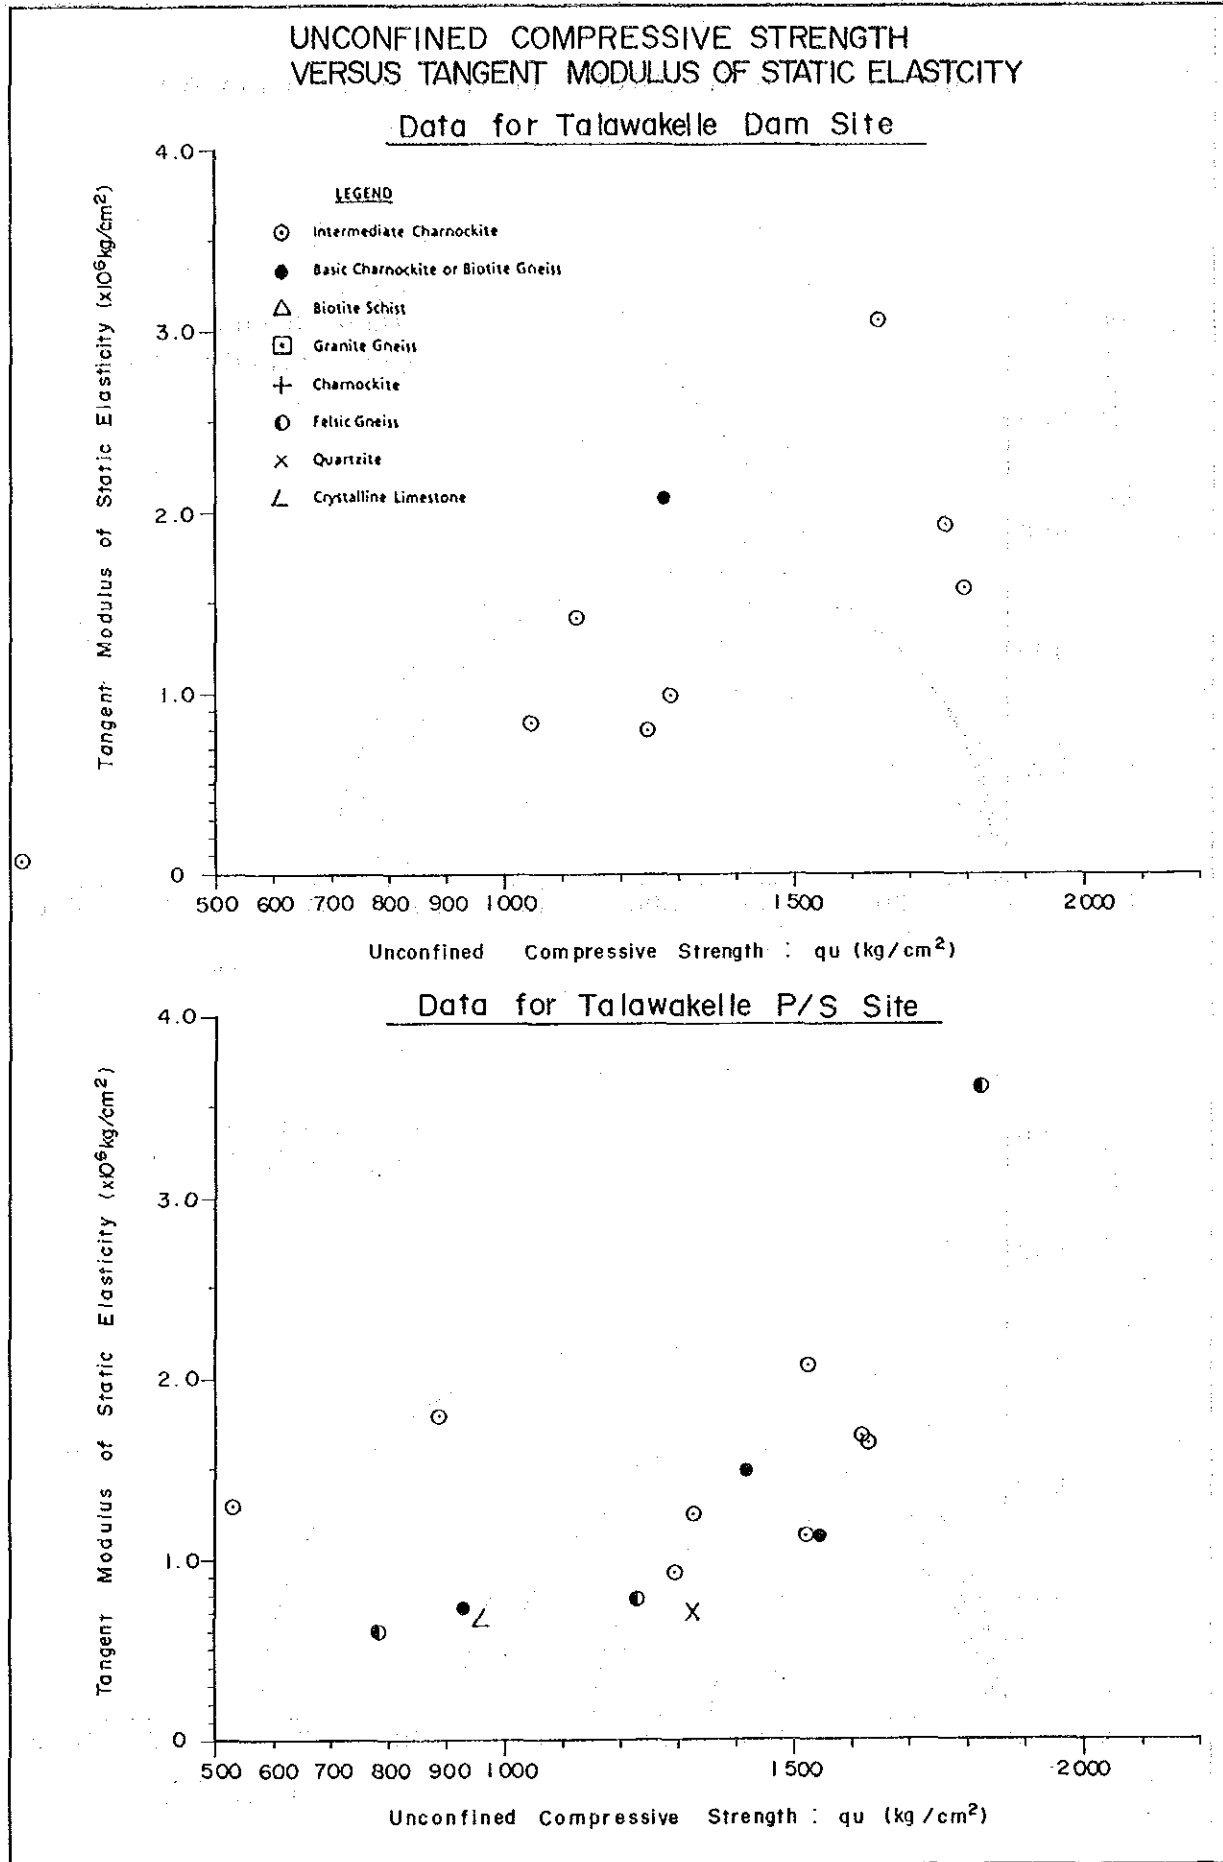 UNCONFINED COMPRESSIVE STRENGTH
VERSUS TANGENT MODULUS OF STATIC ELASTCITY
Data for Talawakelle Dam Site
4.0
3.0
2.0
1.0
0
Tangent Modulus of Static Elasticity (x10⁶kg/cm²)
LEGEND
Intermediate Charnockite
Basic Charnockite or Biotite Gneiss
Biotite Schist
Granite Gneiss
Charnockite
Felsic Gneiss
Quartzite
Crystalline Limestone
500 600 700 800 900 1000 1500 2000
Unconfined Compressive Strength : qu (kg/cm²)
Data for Talawakelle P/S Site
4.0
3.0
2.0
1.0
0
Tangent Modulus of Static Elasticity (x10⁶kg/cm²)
500 600 700 800 900 1000 1500 2000
Unconfined Compressive Strength : qu (kg/cm²)